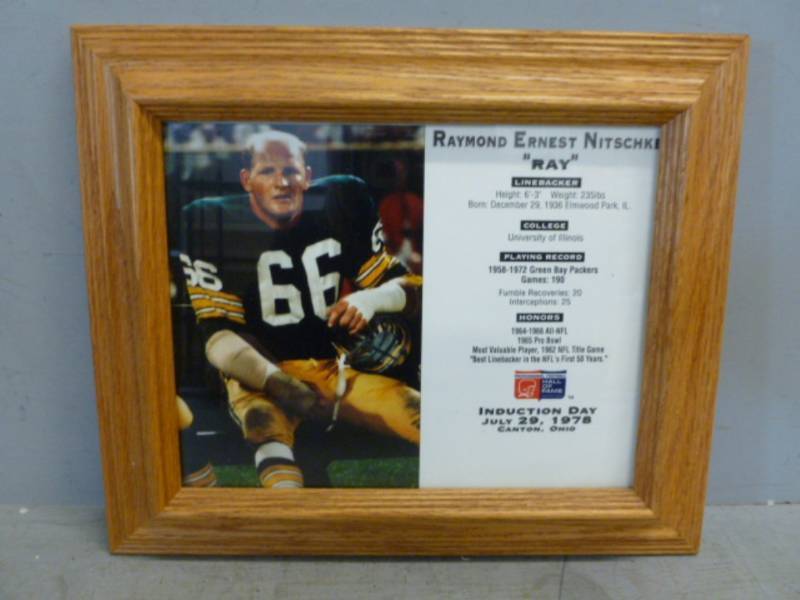 RAYMOND ERNEST NITSCHKE
"RAY"
LINEBACKER
Height: 6'-3" Weight: 235lbs
Born: December 29, 1936 Elmwood Park, IL.
COLLEGE
University of Illinois
PLAYING RECORD
1958-1972 Green Bay Packers
Games: 190
Fumble Recoveries: 20
Interceptions: 25
HONORS
1964-1966 All-NFL
1965 Pro Bowl
Most Valuable Player, 1962 NFL Title Game
"Best Linebacker in the NFL's First 50 Years."
HALL
OF
FAME
TM
INDUCTION DAY
JULY 29, 1978
CANTON, OHIO
66
66
66